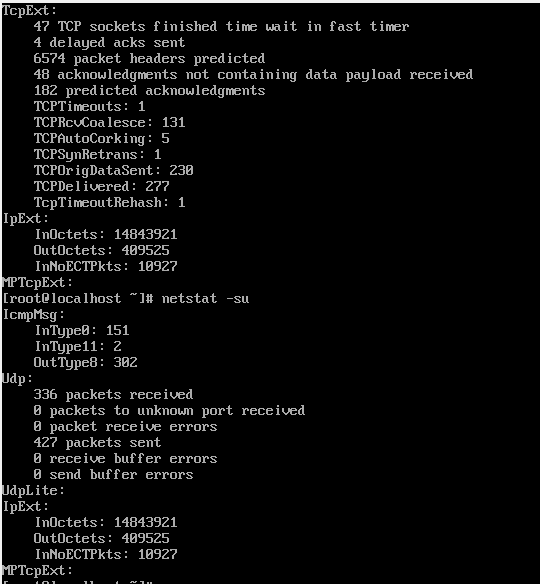 TcpExt:
    47 TCP sockets finished time wait in fast timer
    4 delayed acks sent
    6574 packet headers predicted
    48 acknowledgments not containing data payload received
    182 predicted acknowledgments
    TCPTimeouts: 1
    TCPRcvCoalesce: 131
    TCPAutoCorking: 5
    TCPSynRetrans: 1
    TCPOrigDataSent: 230
    TCPDelivered: 277
    TcpTimeoutRehash: 1
IpExt:
    InOctets: 14843921
    OutOctets: 409525
    InNoECTPkts: 10927
MPTcpExt:
[root@localhost ~]# netstat -su
IcmpMsg:
    InType0: 151
    InType11: 2
    OutType8: 302
Udp:
    336 packets received
    0 packets to unknown port received
    0 packet receive errors
    427 packets sent
    0 receive buffer errors
    0 send buffer errors
UdpLite:
IpExt:
    InOctets: 14843921
    OutOctets: 409525
    InNoECTPkts: 10927
MPTcpExt: